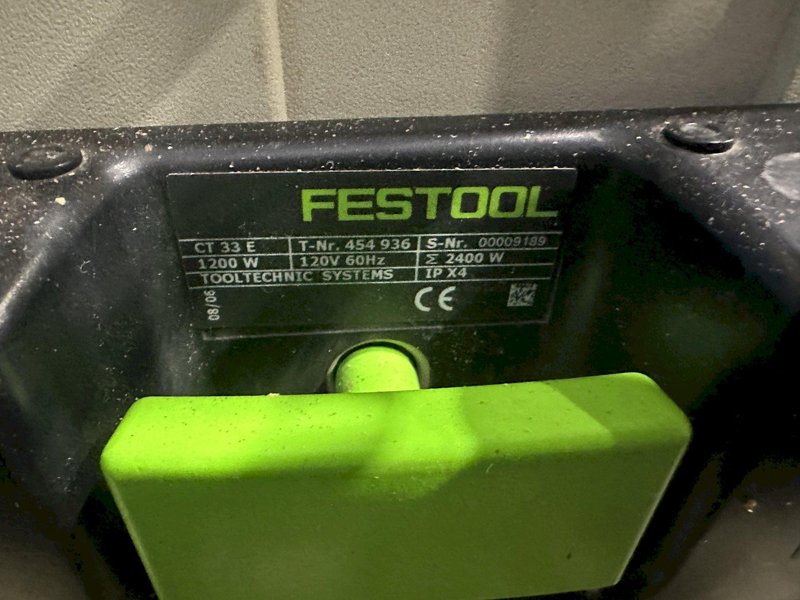 FESTOOL
CT 33 E T-Nr. 454 936 S-Nr. 00009189
1200 W 120V 60Hz Σ 2400 W
TOOLTECHNIC SYSTEMS IP X4
08/06 CE